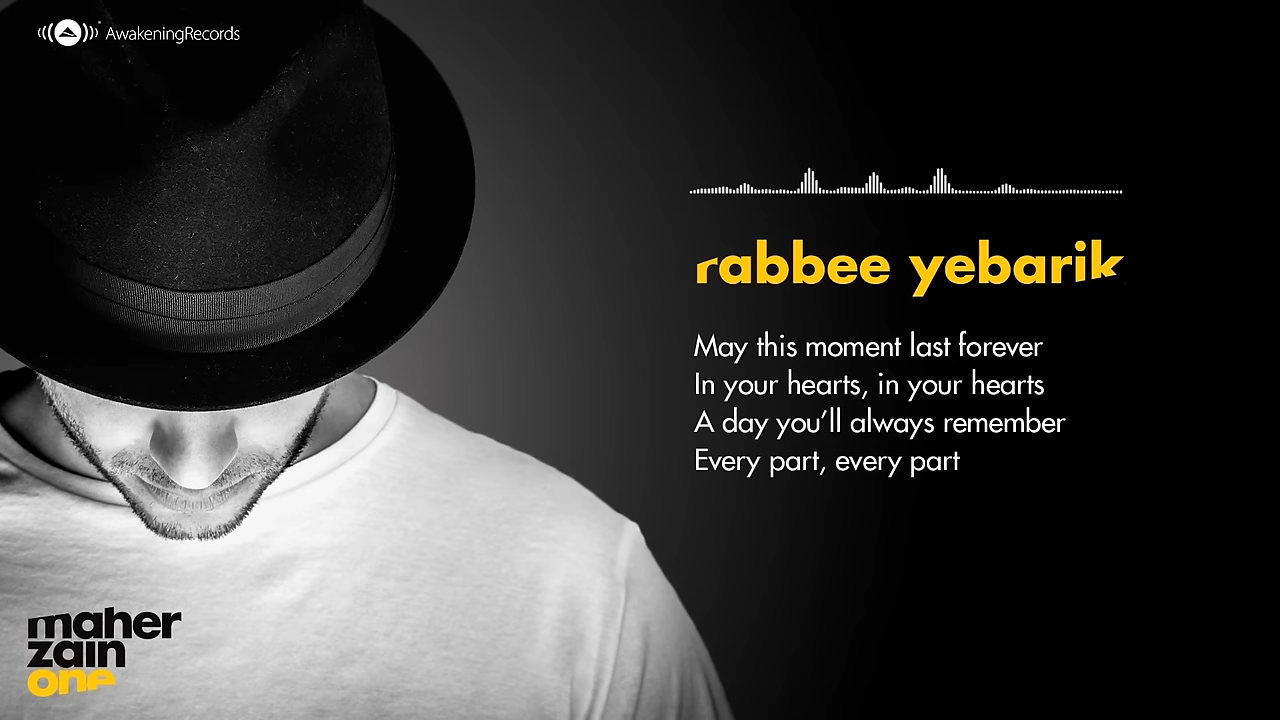 AwakeningRecords
rabbee yebarik
May this moment last forever
In your hearts, in your hearts
A day you'll always remember
Every part, every part
maher
zain
one